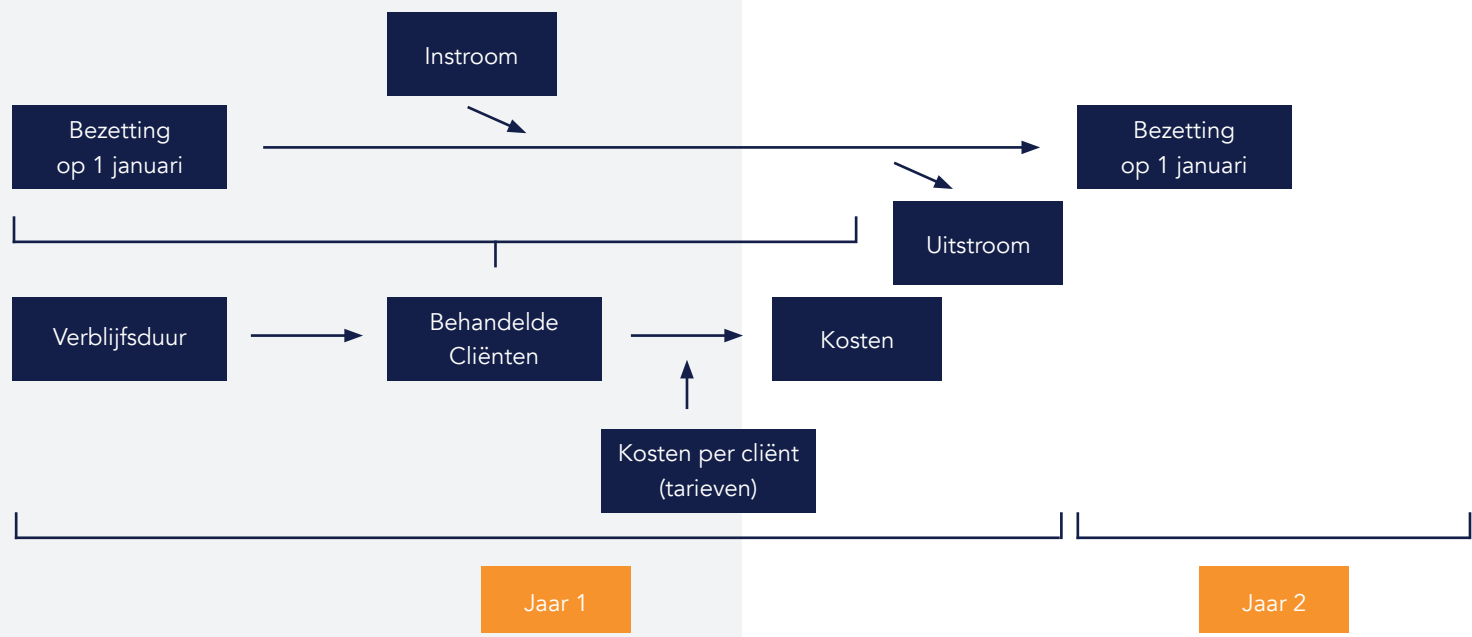 Instroom
Bezetting
op 1 januari
Bezetting
op 1 januari
Uitstroom
Verblijfsduur
Behandelde
Cliënten
Kosten
Kosten per cliënt
(tarieven)
Jaar 1
Jaar 2